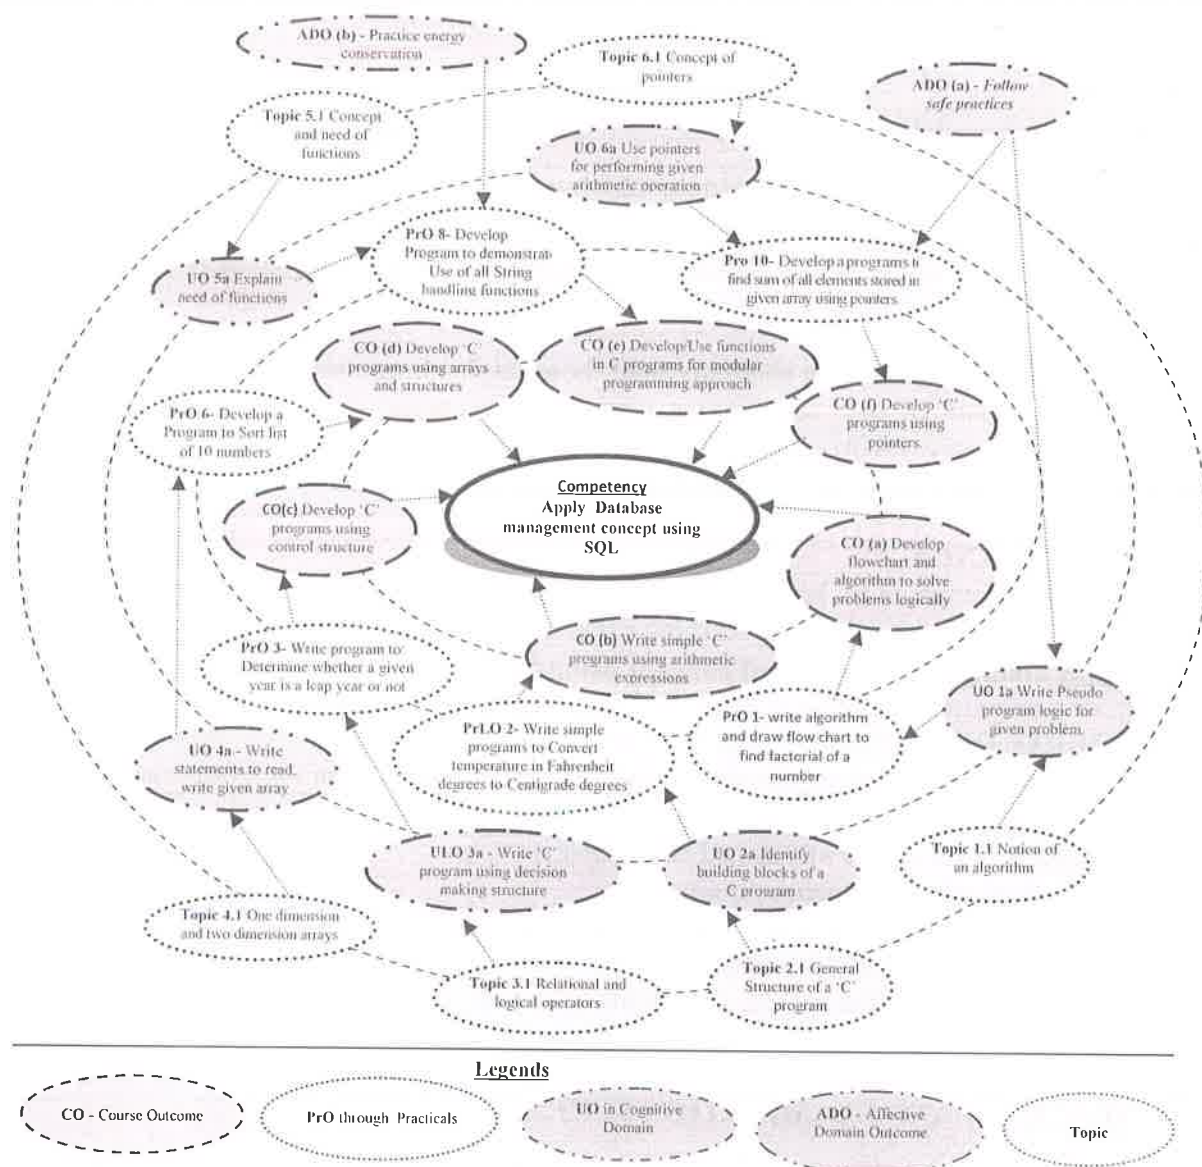 ADO (b) - Practice energy
conservation
Topic 6.1 Concept of
pointers
ADO (a) - Follow
safe practices
Topic 5.1 Concept
and need of
functions
UO 6a Use pointers
for performing given
arithmetic operation
PrO 8- Develop
Program to demonstrate
Use of all String
handling functions
Pro 10- Develop a programs to
find sum of all elements stored in
given array using pointers
UO 5a Explain
need of functions
CO (d) Develop 'C'
programs using arrays
and structures
CO (e) Develop/Use functions
in C programs for modular
programming approach
CO (f) Develop 'C'
programs using
pointers.
PrO 6- Develop a
Program to Sort list
of 10 numbers
Competency
Apply Database
management concept using
SQL
CO(c) Develop 'C'
programs using
control structure
CO (a) Develop
flowchart and
algorithm to solve
problems logically
CO (b) Write simple 'C'
programs using arithmetic
expressions
PrO 3- Write program to
Determine whether a given
year is a leap year or not
UO 1a Write Pseudo
program logic for
given problem.
PrO 1- write algorithm
and draw flow chart to
find factorial of a
number
PrLO 2- Write simple
programs to Convert
temperature in Fahrenheit
degrees to Centigrade degrees
UO 4a - Write
statements to read,
write given array
Topic 1.1 Notion of
an algorithm
ULO 3a - Write 'C'
program using decision
making structure
UO 2a Identify
building blocks of a
C program
Topic 4.1 One dimension
and two dimension arrays
Topic 3.1 Relational and
logical operators
Topic 2.1 General
Structure of a 'C'
program
Legends
CO - Course Outcome
PrO through Practicals
UO in Cognitive
Domain
ADO - Affective
Domain Outcome
Topic